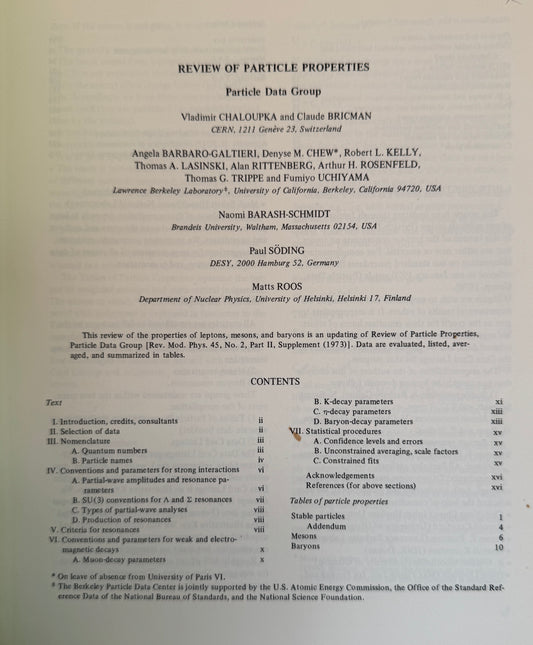 REVIEW OF PARTICLE PROPERTIES
Particle Data Group
Vladimir CHALOUPKA and Claude BRICMAN
CERN, 1211 Genève 23, Switzerland
Angela BARBARO-GALTIERI, Denyse M. CHEW*, Robert L. KELLY,
Thomas A. LASINSKI, Alan RITTENBERG, Arthur H. ROSENFELD,
Thomas G. TRIPPE and Fumiyo UCHIYAMA
Lawrence Berkeley Laboratory‡, University of California, Berkeley, California 94720, USA
Naomi BARASH-SCHMIDT
Brandeis University, Waltham, Massachusetts 02154, USA
Paul SÖDING
DESY, 2000 Hamburg 52, Germany
Matts ROOS
Department of Nuclear Physics, University of Helsinki, Helsinki 17, Finland
This review of the properties of leptons, mesons, and baryons is an updating of Review of Particle Properties,
Particle Data Group [Rev. Mod. Phys. 45, No. 2, Part II, Supplement (1973)]. Data are evaluated, listed, aver-
aged, and summarized in tables.
CONTENTS
Text
I. Introduction, credits, consultants ii
II. Selection of data ii
III. Nomenclature iii
A. Quantum numbers iii
B. Particle names iv
IV. Conventions and parameters for strong interactions vi
A. Partial-wave amplitudes and resonance pa-
rameters vi
B. SU(3) conventions for Λ and Σ resonances vii
C. Types of partial-wave analyses viii
D. Production of resonances viii
V. Criteria for resonances viii
VI. Conventions and parameters for weak and electro-
magnetic decays x
A. Muon-decay parameters x
B. K-decay parameters xi
C. η-decay parameters xiii
D. Baryon-decay parameters xiii
VII. Statistical procedures xv
A. Confidence levels and errors xv
B. Unconstrained averaging, scale factors xv
C. Constrained fits xv
Acknowledgements xvi
References (for above sections) xvi
Tables of particle properties
Stable particles 1
Addendum 4
Mesons 6
Baryons 10
* On leave of absence from University of Paris VI.
‡ The Berkeley Particle Data Center is jointly supported by the U.S. Atomic Energy Commission, the Office of the Standard Ref-
erence Data of the National Bureau of Standards, and the National Science Foundation.